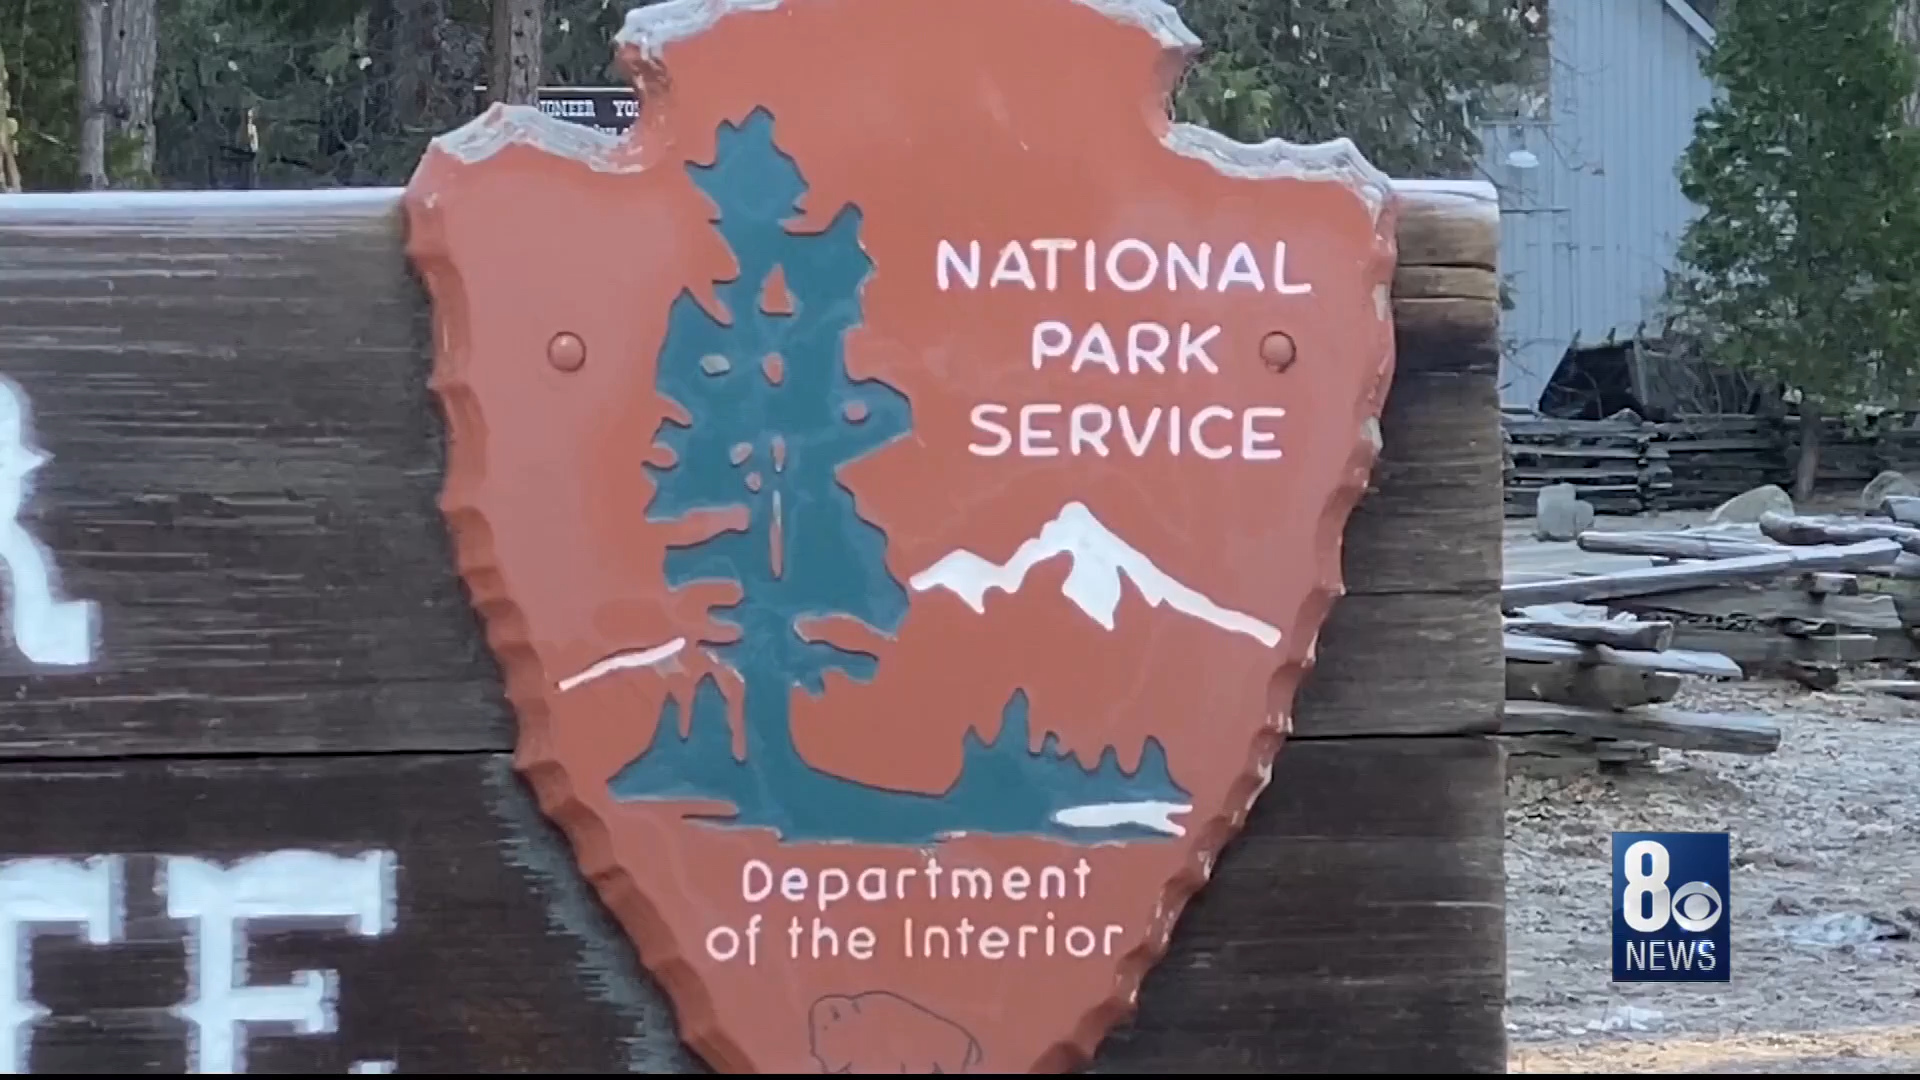 NATIONAL
PARK
SERVICE
Department
of the Interior
8
NEWS